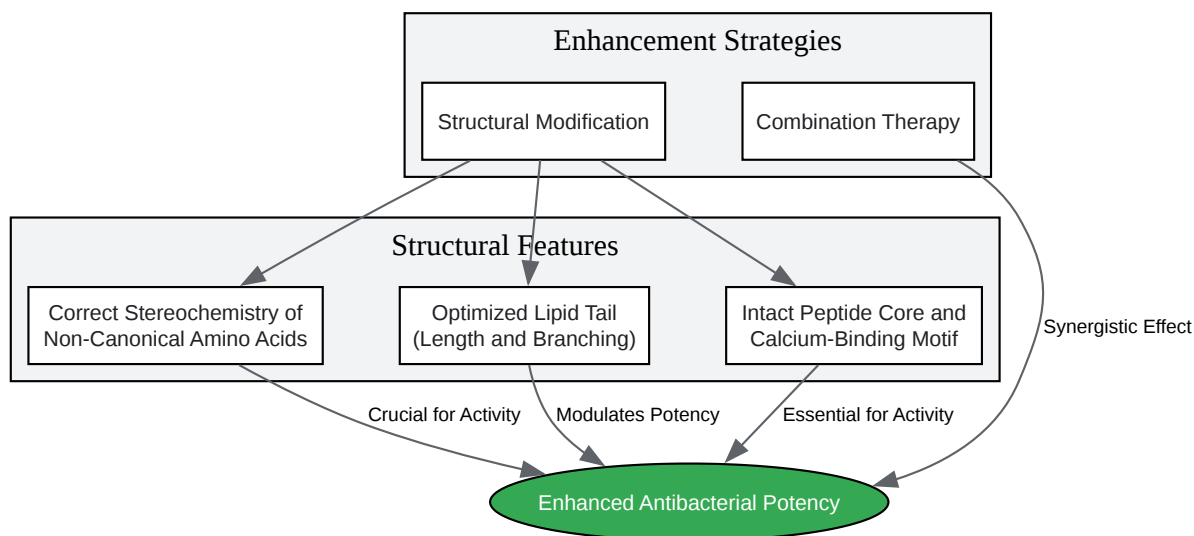 Enhancement Strategies
Structural Modification
Combination Therapy
Structural Features
Correct Stereochemistry of
Non-Canonical Amino Acids
Optimized Lipid Tail
(Length and Branching)
Intact Peptide Core and
Calcium-Binding Motif
Synergistic Effect
Crucial for Activity
Modulates Potency
Essential for Activity
Enhanced Antibacterial Potency